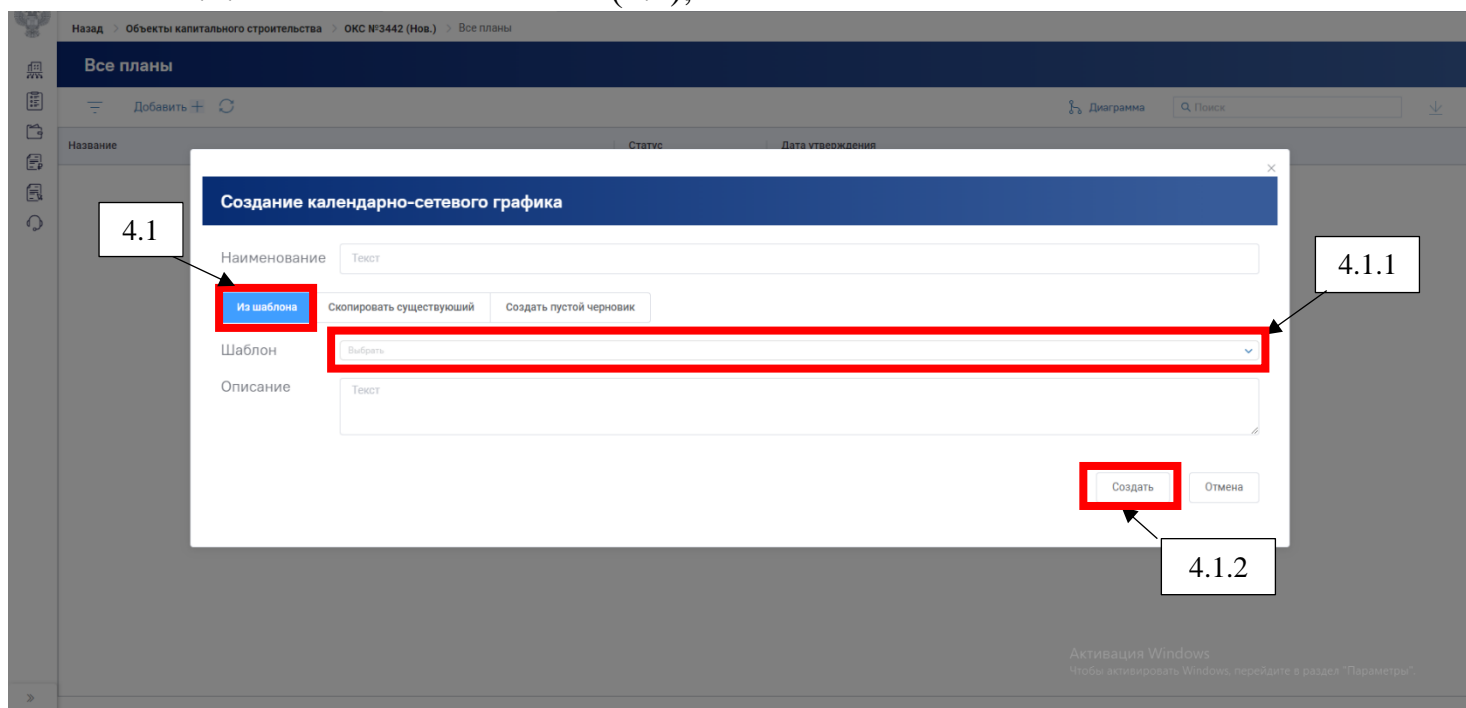 Назад > Объекты капитального строительства > ОКС №3442 (Нов.) > Все планы
Все планы
Добавить +
Диаграмма
Поиск
Название
Статус
Дата утверждения
Создание календарно-сетевого графика
4.1
Наименование
Текст
4.1.1
Из шаблона
Скопировать существуюший
Создать пустой черновик
Шаблон
Выбрать
Описание
Текст
Создать
Отмена
4.1.2
Активация Windows
Чтобы активировать Windows, перейдите в раздел "Параметры".